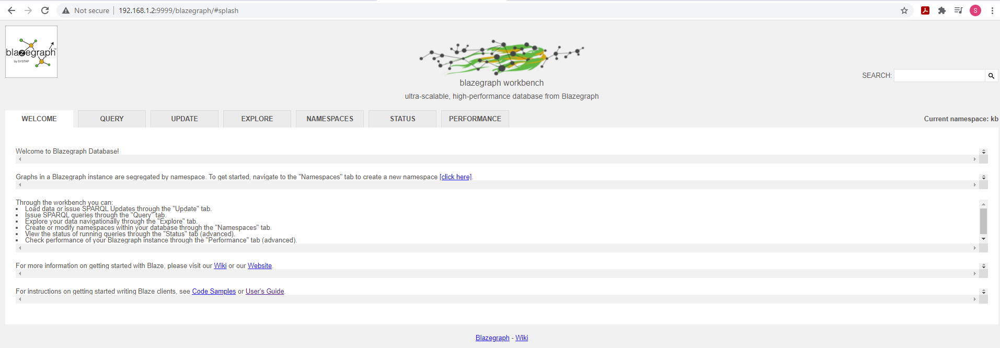 Not secure 192.168.1.2:9999/blazegraph/#splash
S
blazegraph™
by SYSTAP
blazegraph workbench
SEARCH:
ultra-scalable, high-performance database from Blazegraph
WELCOME QUERY UPDATE EXPLORE NAMESPACES STATUS PERFORMANCE Current namespace: kb
Welcome to Blazegraph Database!
Graphs in a Blazegraph instance are segregated by namespace. To get started, navigate to the "Namespaces" tab to create a new namespace [click here].
Through the workbench you can:
• Load data or issue SPARQL Updates through the "Update" tab.
• Issue SPARQL queries through the "Query" tab.
• Explore your data navigationally through the "Explore" tab.
• Create or modify namespaces within your database through the "Namespaces" tab.
• View the status of running queries through the "Status" tab (advanced).
• Check performance of your Blazegraph instance through the "Performance" tab (advanced).
For more information on getting started with Blaze, please visit our Wiki or our Website.
For instructions on getting started writing Blaze clients, see Code Samples or User's Guide.
Blazegraph - Wiki